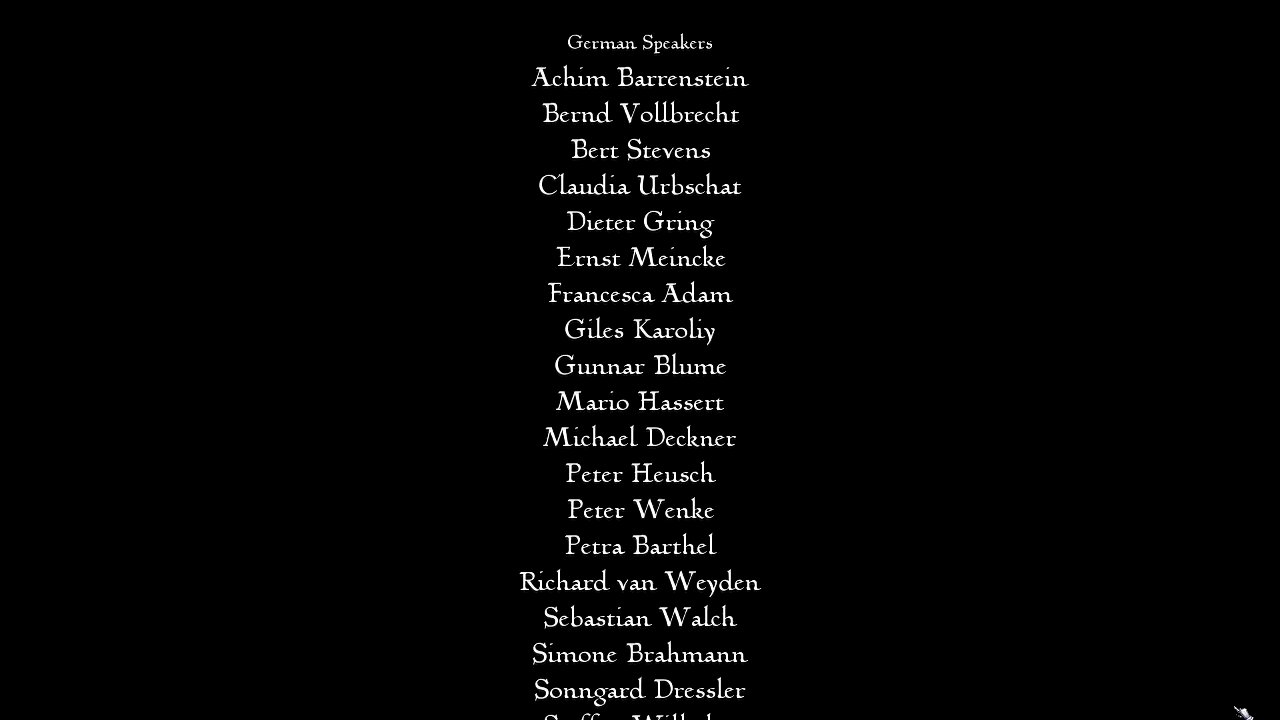 German Speakers
Achim Barrenstein
Bernd Vollbrecht
Bert Stevens
Claudia Urbschat
Dieter Gring
Ernst Meincke
Francesca Adam
Giles Karoliy
Gunnar Blume
Mario Hassert
Michael Deckner
Peter Heusch
Peter Wenke
Petra Barthel
Richard van Weyden
Sebastian Walch
Simone Brahmann
Sonngard Dressler